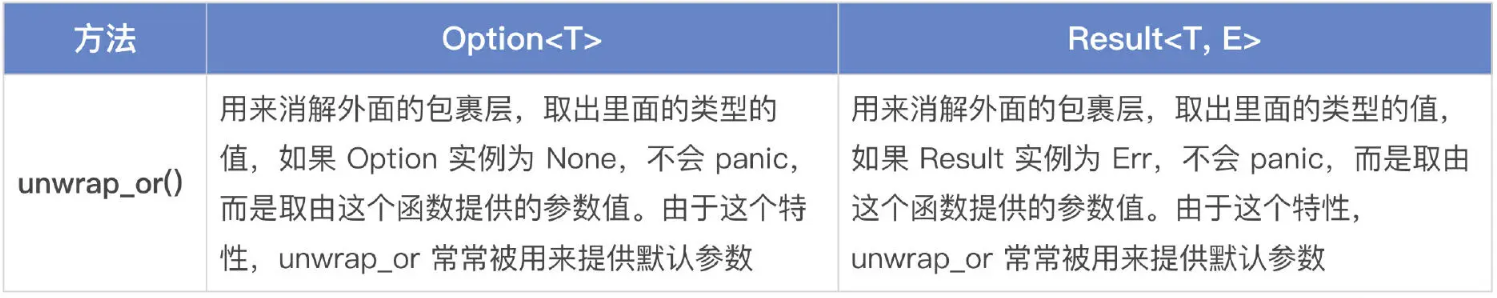 方法
Option<T>
Result<T, E>
unwrap_or()
用来消解外面的包裹层，取出里面的类型的
值，如果 Option 实例为 None，不会 panic，
而是取由这个函数提供的参数值。由于这个特
性，unwrap_or 常常被用来提供默认参数
用来消解外面的包裹层，取出里面的类型的值，
如果 Result 实例为 Err，不会 panic，而是取由
这个函数提供的参数值。由于这个特性，
unwrap_or 常常被用来提供默认参数